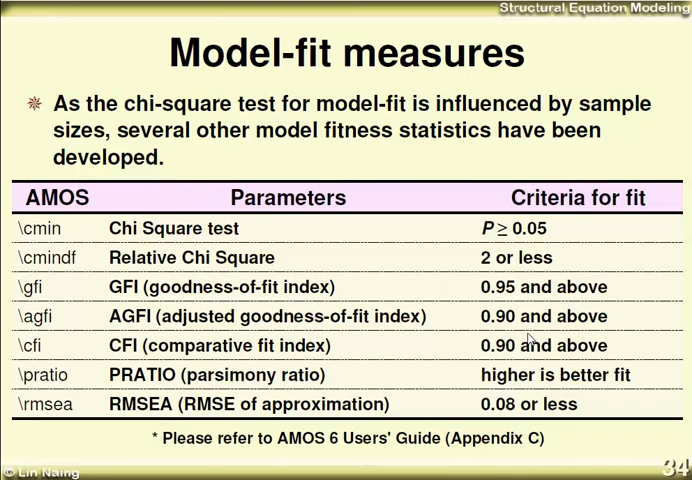 Structural Equation Modeling
Model-fit measures
As the chi-square test for model-fit is influenced by sample
sizes, several other model fitness statistics have been
developed.
AMOS Parameters Criteria for fit
\cmin Chi Square test P ≥ 0.05
\cmindf Relative Chi Square 2 or less
\gfi GFI (goodness-of-fit index) 0.95 and above
\agfi AGFI (adjusted goodness-of-fit index) 0.90 and above
\cfi CFI (comparative fit index) 0.90 and above
\pratio PRATIO (parsimony ratio) higher is better fit
\rmsea RMSEA (RMSE of approximation) 0.08 or less
* Please refer to AMOS 6 Users' Guide (Appendix C)
© Lin Naing 34